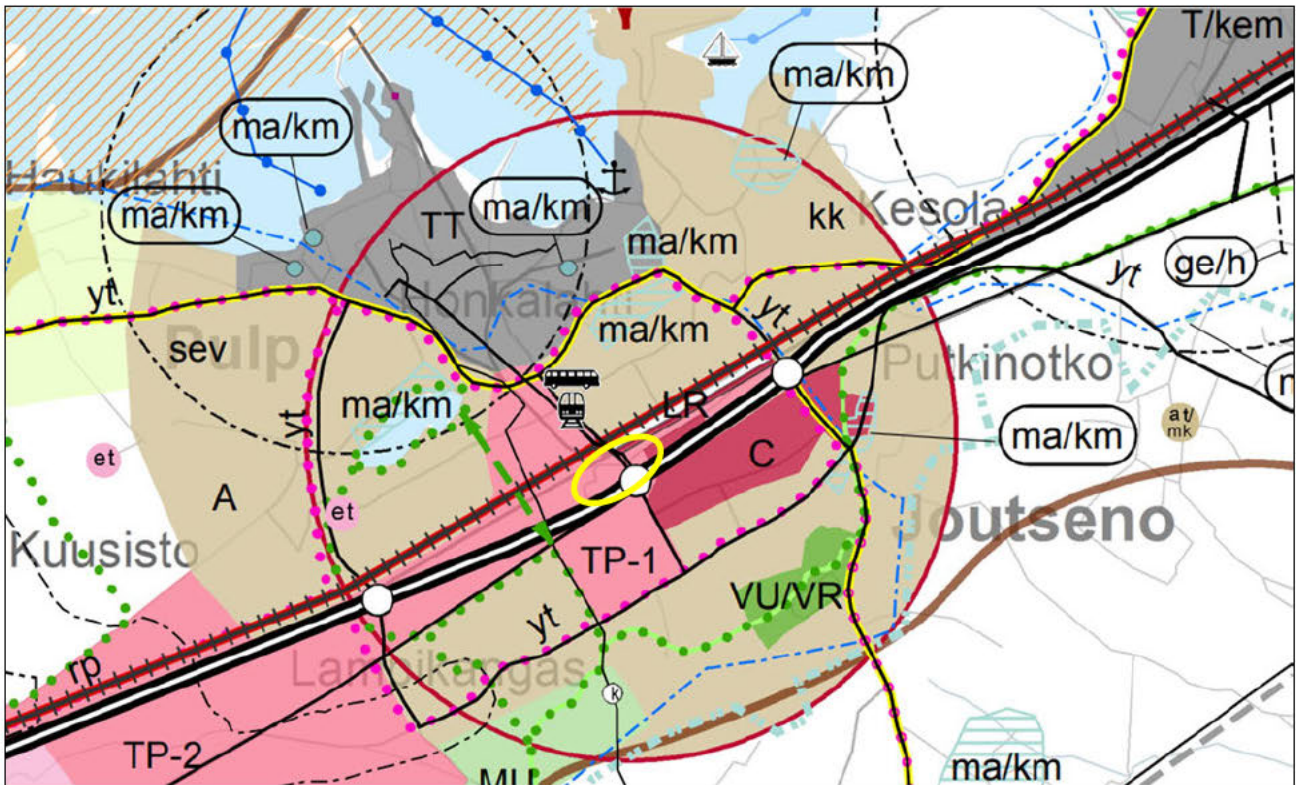 T/kem
ma/km
ma/km
Haukilahti
ma/km
TT
ma/km
kk
Kesola
ma/km
yt
ge/h
yt
Honkalahti
yt
sev
Pulp
ma/km
Putkinotko
ma/km
LR
at/
mk
et
yt
C
ma/km
A
et
Joutseno
Kuusisto
TP-1
VU/VR
yt
rp
Lampikangas
k
TP-2
ma/km
MU